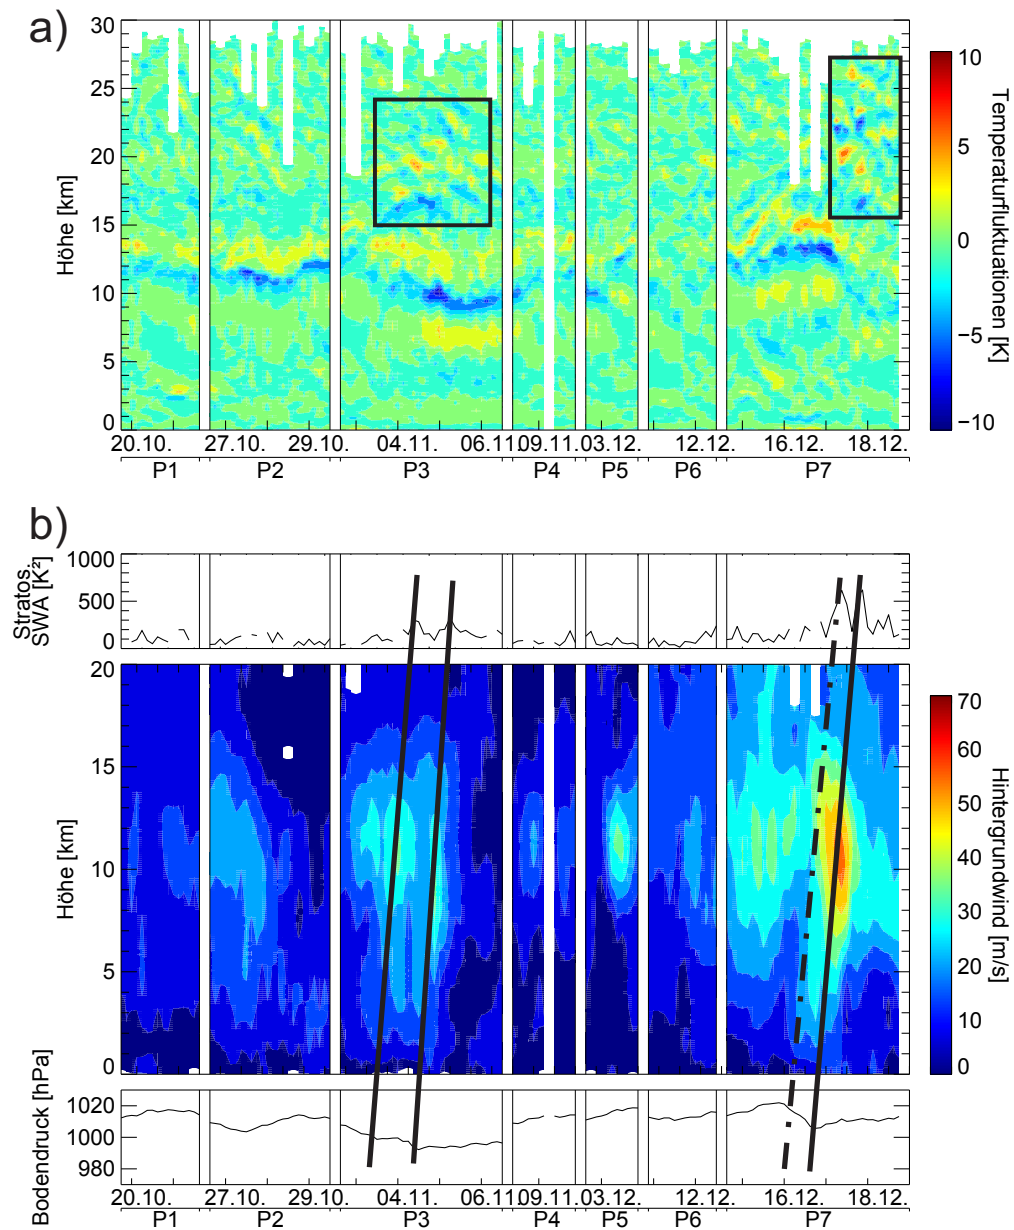 a)
30
25
20
15
10
5
0
Höhe [km]
20.10. 27.10. 29.10. 04.11. 06.11. 09.11. 03.12. 12.12. 16.12. 18.12.
P1 P2 P3 P4 P5 P6 P7
10
5
0
−5
−10
Temperaturfluktuationen [K]
b)
Stratos.
SWA [K²]
1000
500
0
20
15
10
5
0
Höhe [km]
70
60
50
40
30
20
10
0
Hintergrundwind [m/s]
Bodendruck [hPa]
1020
1000
980
20.10. 27.10. 29.10. 04.11. 06.11. 09.11. 03.12. 12.12. 16.12. 18.12.
P1 P2 P3 P4 P5 P6 P7